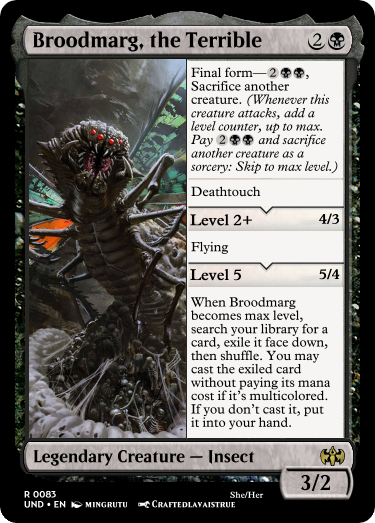 Broodmarg, the Terrible 2
Final form—2,
Sacrifice another
creature. (Whenever this
creature attacks, add a
level counter, up to max.
Pay 2 and sacrifice
another creature as a
sorcery: Skip to max level.)
Deathtouch
Level 2+ 4/3
Flying
Level 5 5/4
When Broodmarg
becomes max level,
search your library for a
card, exile it face down,
then shuffle. You may
cast the exiled card
without paying its mana
cost if it's multicolored.
If you don't cast it, put
it into your hand.
Legendary Creature — Insect
3/2
R 0083 She/Her
UND • EN MINGRUTU CRAFTEDLAVAISTRUE